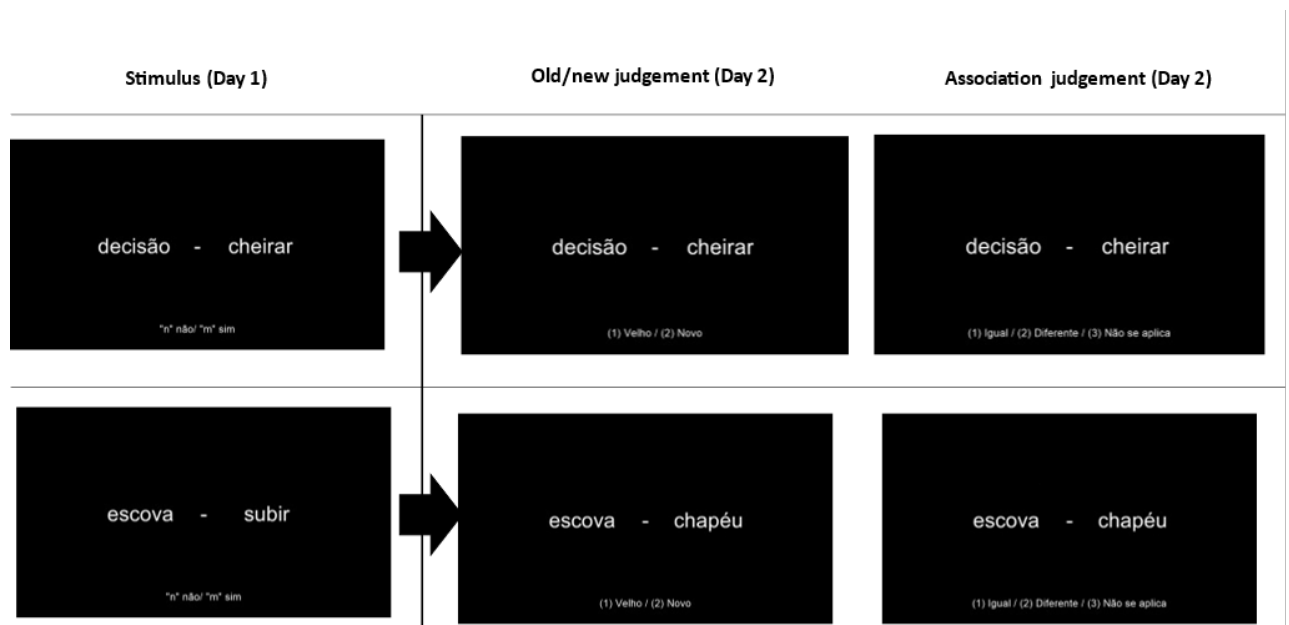 Stimulus (Day 1)
Old/new judgement (Day 2)
Association judgement (Day 2)
decisão - cheirar
"n" não/ "m" sim
decisão - cheirar
(1) Velho / (2) Novo
decisão - cheirar
(1) Igual / (2) Diferente / (3) Não se aplica
escova - subir
"n" não/ "m" sim
escova - chapéu
(1) Velho / (2) Novo
escova - chapéu
(1) Igual / (2) Diferente / (3) Não se aplica